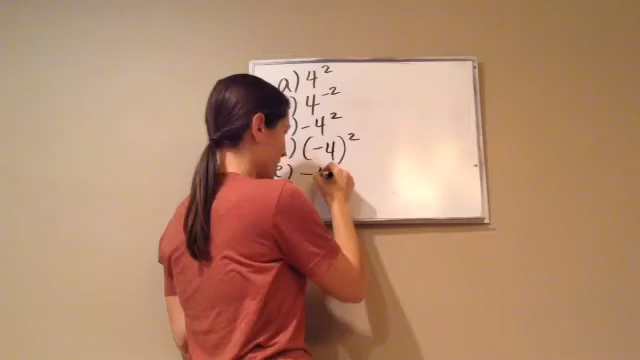 a) 4²
) 4⁻²
) -4²
) (-4)²
e) -